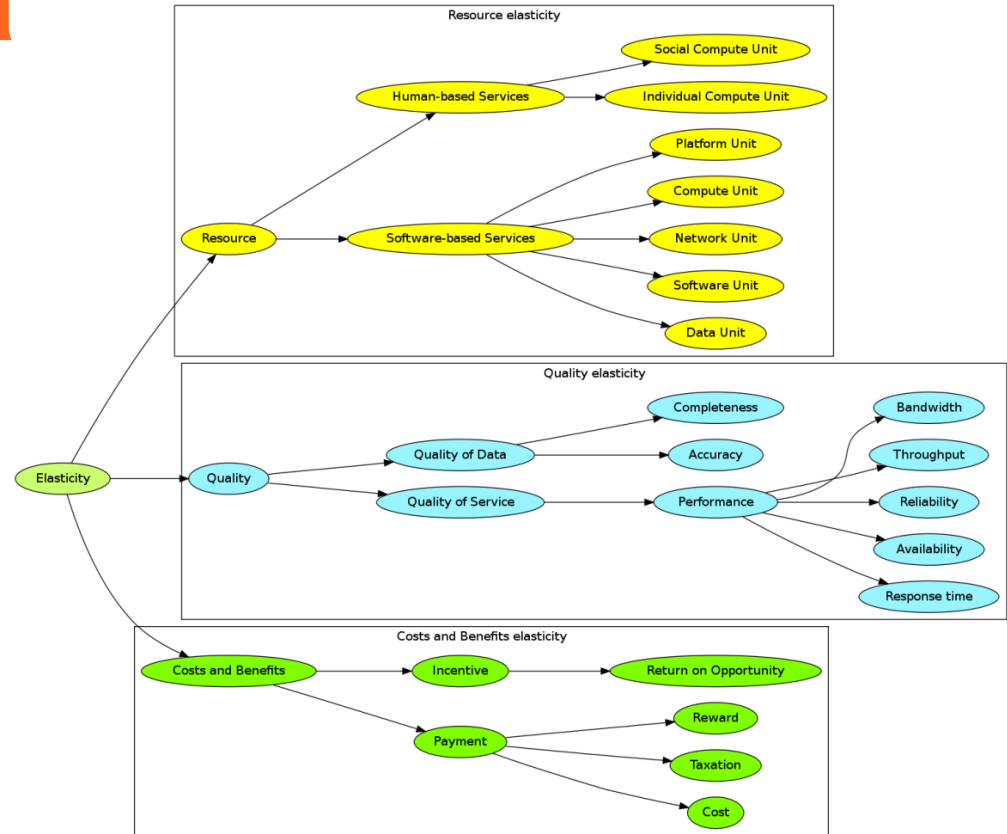 Resource elasticity
Social Compute Unit
Human-based Services
Individual Compute Unit
Platform Unit
Compute Unit
Resource
Software-based Services
Network Unit
Software Unit
Data Unit
Quality elasticity
Completeness
Bandwidth
Quality of Data
Accuracy
Throughput
Elasticity
Quality
Quality of Service
Performance
Reliability
Availability
Response time
Costs and Benefits elasticity
Costs and Benefits
Incentive
Return on Opportunity
Reward
Payment
Taxation
Cost